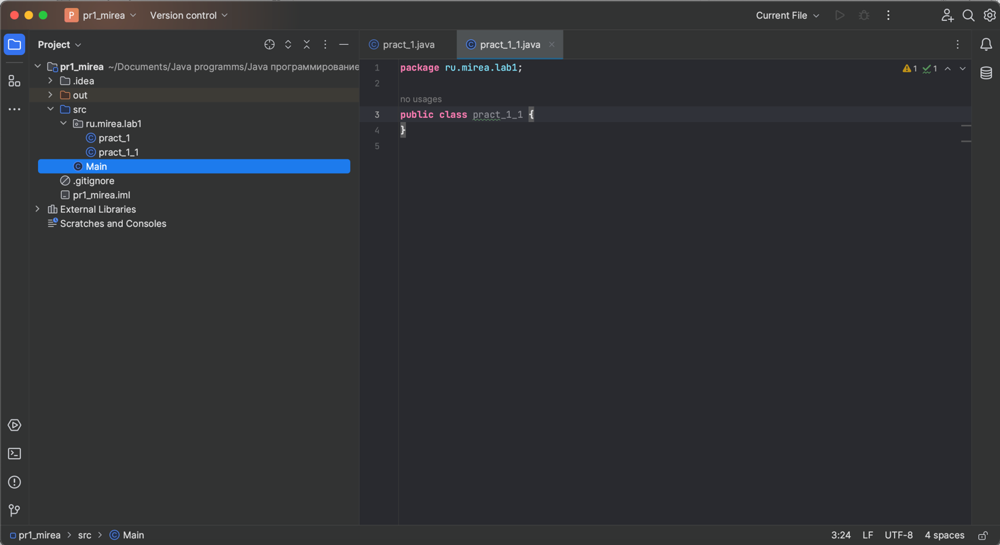 P pr1_mirea Version control Current File
Project
pr1_mirea ~/Documents/Java programms/Java программирование
.idea
out
src
ru.mirea.lab1
pract_1
pract_1_1
Main
.gitignore
pr1_mirea.iml
External Libraries
Scratches and Consoles
pract_1.java pract_1_1.java
1 package ru.mirea.lab1; 1 1
2
no usages
3 public class pract_1_1 {
4 }
5
pr1_mirea > src > Main 3:24 LF UTF-8 4 spaces